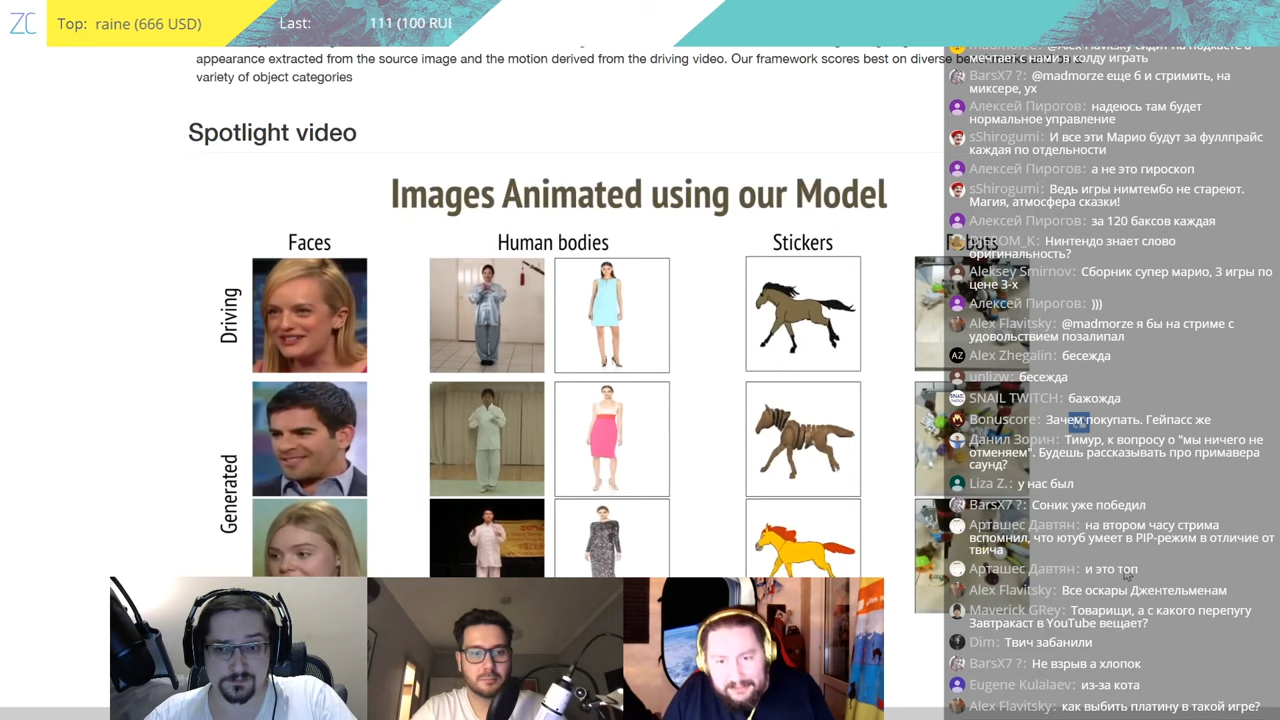 ZC
Top: raine (666 USD)
Last:
111 (100 RUI
appearance extracted from the source image and the motion derived from the driving video. Our framework scores best on diverse
variety of object categories
Spotlight video
Images Animated using our Model
Faces
Human bodies
Stickers
Driving
Generated
мечтает с нами в колду играть
BarsX7 ?: @madmorze еще б и стримить, на
миксере, ух
Алексей Пирогов: надеюсь там будет
нормальное управление
sShirogumi: И все эти Марио будут за фуллпрайс
каждая по отдельности
Алексей Пирогов: а не это гироскоп
sShirogumi: Ведь игры нимтембо не стареют.
Магия, атмосфера сказки!
Алексей Пирогов: за 120 баксов каждая
Нинтендо знает слово
оригинальность?
Aleksey Smirnov: Сборник супер марио, 3 игры по
цене 3-х
Алексей Пирогов: )))
Alex Flavitsky: @madmorze я бы на стриме с
удовольствием позалипал
AZ Alex Zhegalin: бесежда
unlizw: бесежда
SNAIL TWITCH: бажожда
Bonuscore: Зачем покупать. Гейпасс же
Данил Зорин: Тимур, к вопросу о "мы ничего не
отменяем". Будешь рассказывать про примавера
саунд?
Liza Z.: у нас был
BarsX7 ?: Соник уже победил
Арташес Давтян: на втором часу стрима
вспомнил, что ютуб умеет в PIP-режим в отличие от
твича
Арташес Давтян: и это топ
Alex Flavitsky: Все оскары Джентельменам
Maverick GRey: Товарищи, а с какого перепугу
Завтракаст в YouTube вещает?
Dim: Твич забанили
BarsX7 ?: Не взрыв а хлопок
Eugene Kulalaev: из-за кота
Alex Flavitsky: как выбить платину в такой игре?